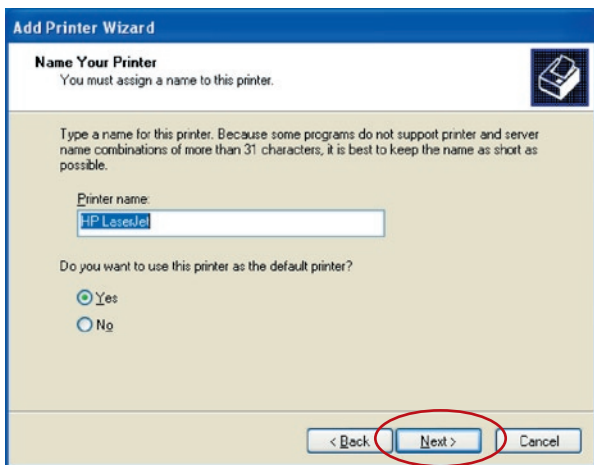 Add Printer Wizard
Name Your Printer
You must assign a name to this printer.
Type a name for this printer. Because some programs do not support printer and server
name combinations of more than 31 characters, it is best to keep the name as short as
possible.
Printer name:
HP LaserJet
Do you want to use this printer as the default printer?
Yes
No
< Back Next > Cancel